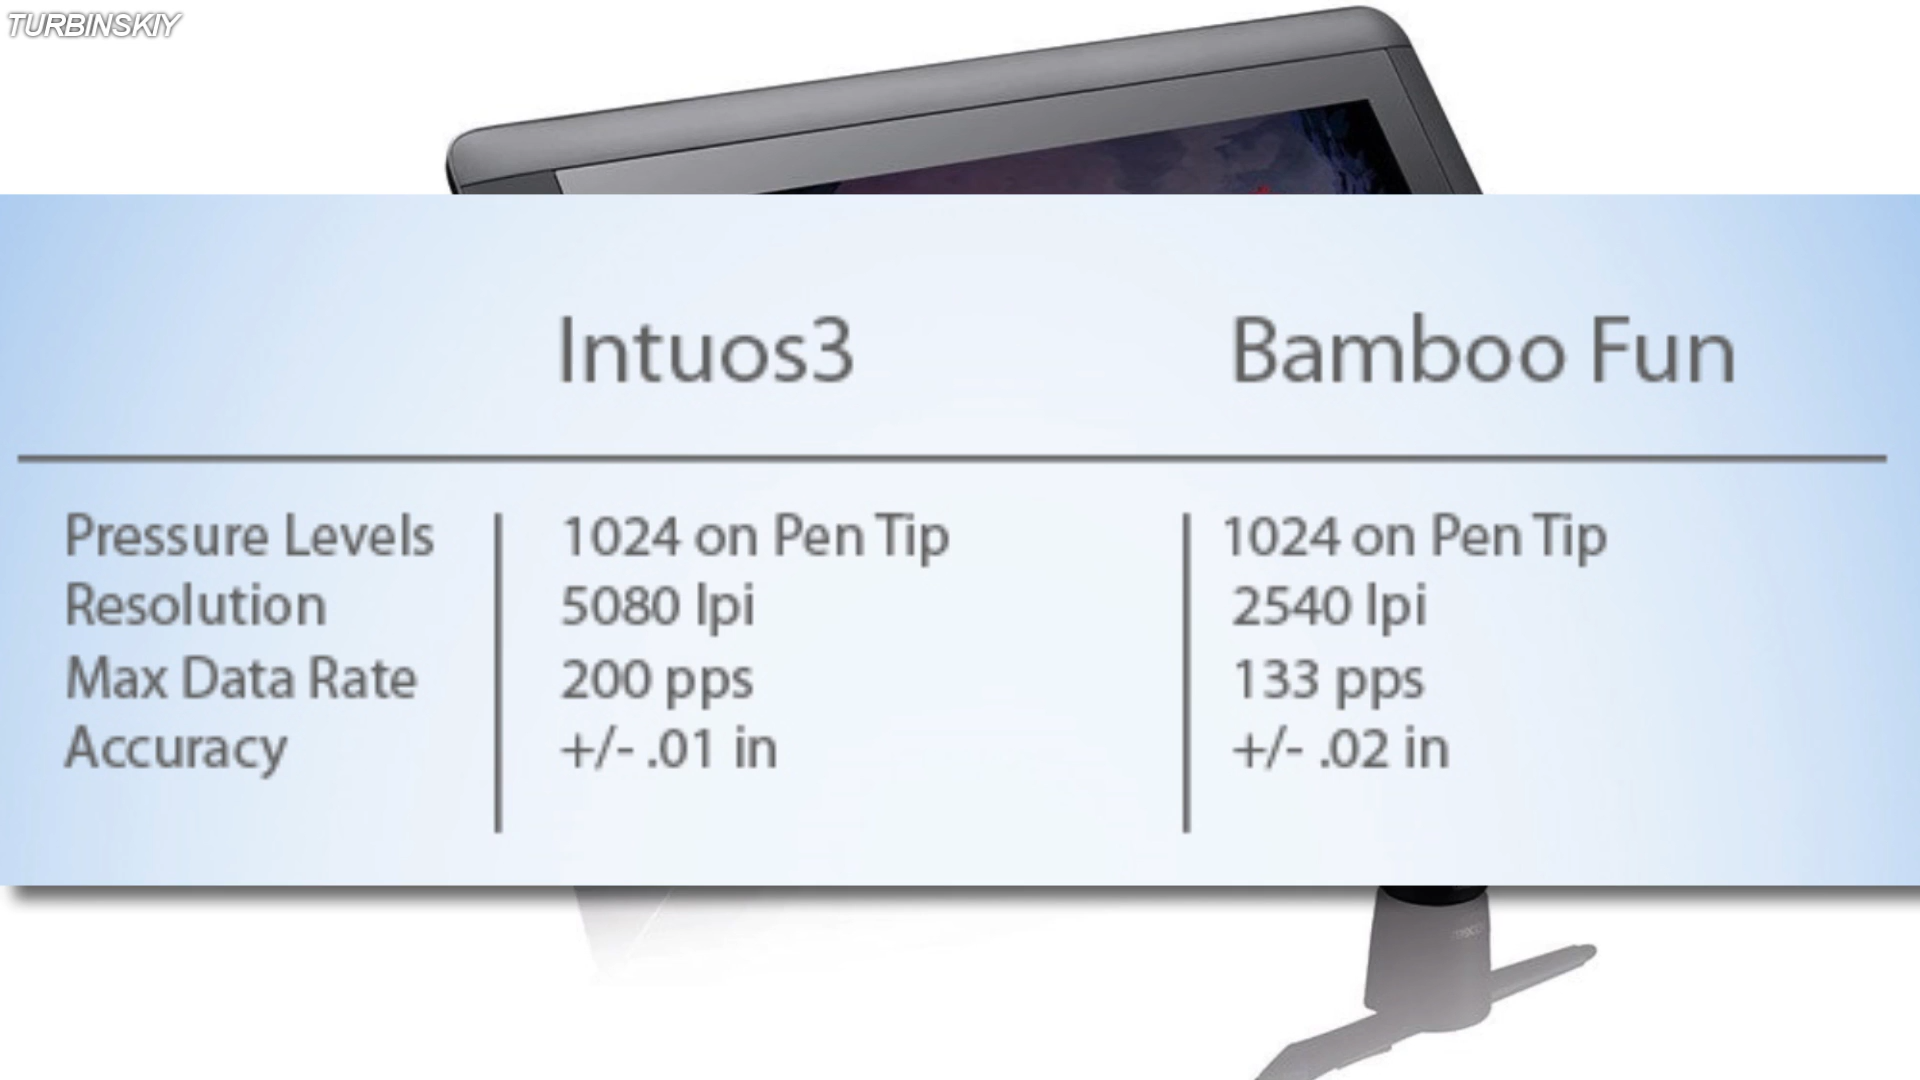 TURBINSKIY
Intuos3 Bamboo Fun
Pressure Levels 1024 on Pen Tip 1024 on Pen Tip
Resolution 5080 lpi 2540 lpi
Max Data Rate 200 pps 133 pps
Accuracy +/- .01 in +/- .02 in